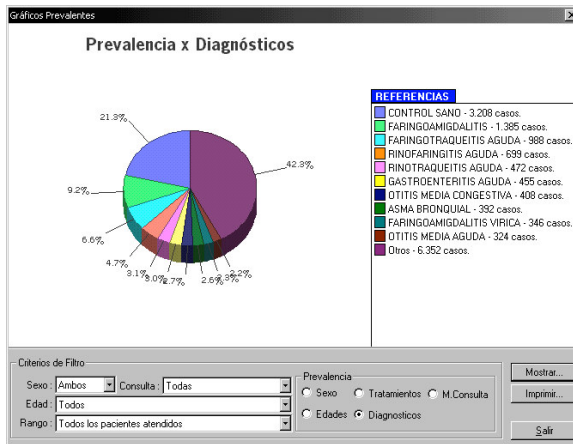 Gráficos Prevalentes
Prevalencia x Diagnósticos
REFERENCIAS
CONTROL SANO - 3.208 casos.
FARINGOAMIGDALITIS - 1.385 casos.
FARINGOTRAQUEITIS AGUDA - 988 casos.
RINOFARINGITIS AGUDA - 699 casos.
RINOTRAQUEITIS AGUDA - 472 casos.
GASTROENTERITIS AGUDA - 455 casos.
OTITIS MEDIA CONGESTIVA - 408 casos.
ASMA BRONQUIAL - 392 casos.
FARINGOAMIGDALITIS VIRICA - 346 casos.
OTITIS MEDIA AGUDA - 324 casos.
Otros - 6.352 casos.
21.3%
42.3%
9.2%
6.6%
4.7%
3.1%
3.0%
2.7%
2.6%
2.3%
2.2%
Criterios de Filtro
Sexo : Ambos Consulta : Todas
Edad : Todos
Rango : Todos los pacientes atendidos
Prevalencia
Sexo Tratamientos M.Consulta
Edades Diagnosticos
Mostrar...
Imprimir...
Salir